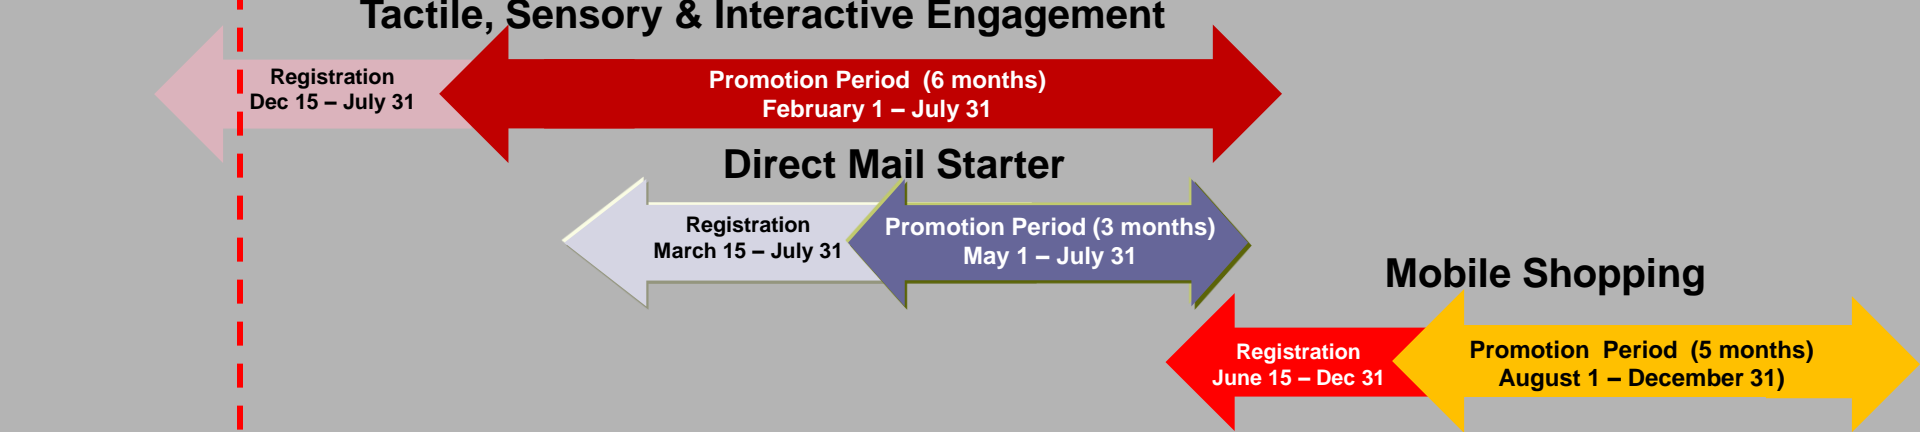 Tactile, Sensory & Interactive Engagement
Registration
Dec 15 – July 31
Promotion Period (6 months)
February 1 – July 31
Direct Mail Starter
Registration
March 15 – July 31
Promotion Period (3 months)
May 1 – July 31
Mobile Shopping
Registration
June 15 – Dec 31
Promotion Period (5 months)
August 1 – December 31)